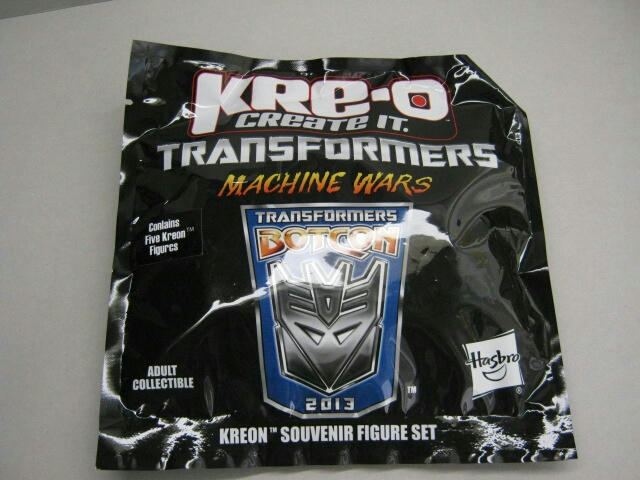 KRE-O
CREATE IT.
TRANSFORMERS
MACHINE WARS
Contains
Five Kreon™
Figures
TRANSFORMERS
BOTCON
2013
™
ADULT
COLLECTIBLE
Hasbro
®
KREON™ SOUVENIR FIGURE SET